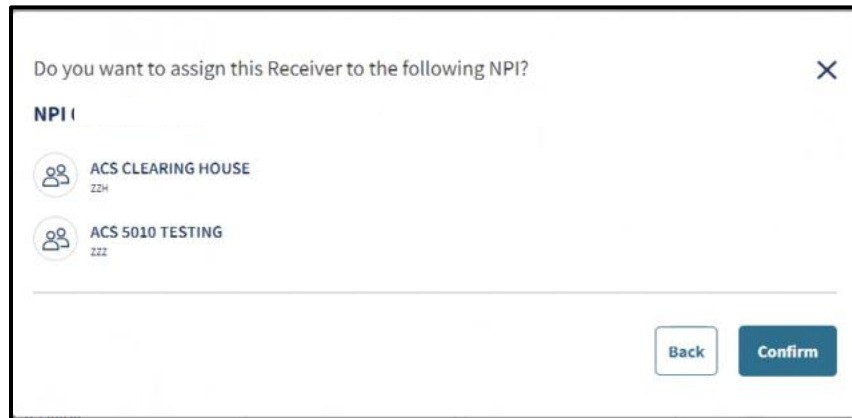 Do you want to assign this Receiver to the following NPI?
NPI (
ACS CLEARING HOUSE
ZZH
ACS 5010 TESTING
ZZZ
Back
Confirm